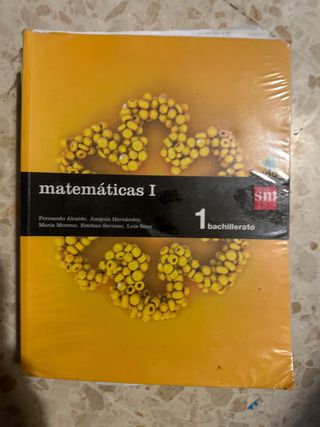 matemáticas I
Fernando Alcaide, Joaquín Hernández,
María Moreno, Esteban Serrano, Luis Sanz
1 bachillerato
sm